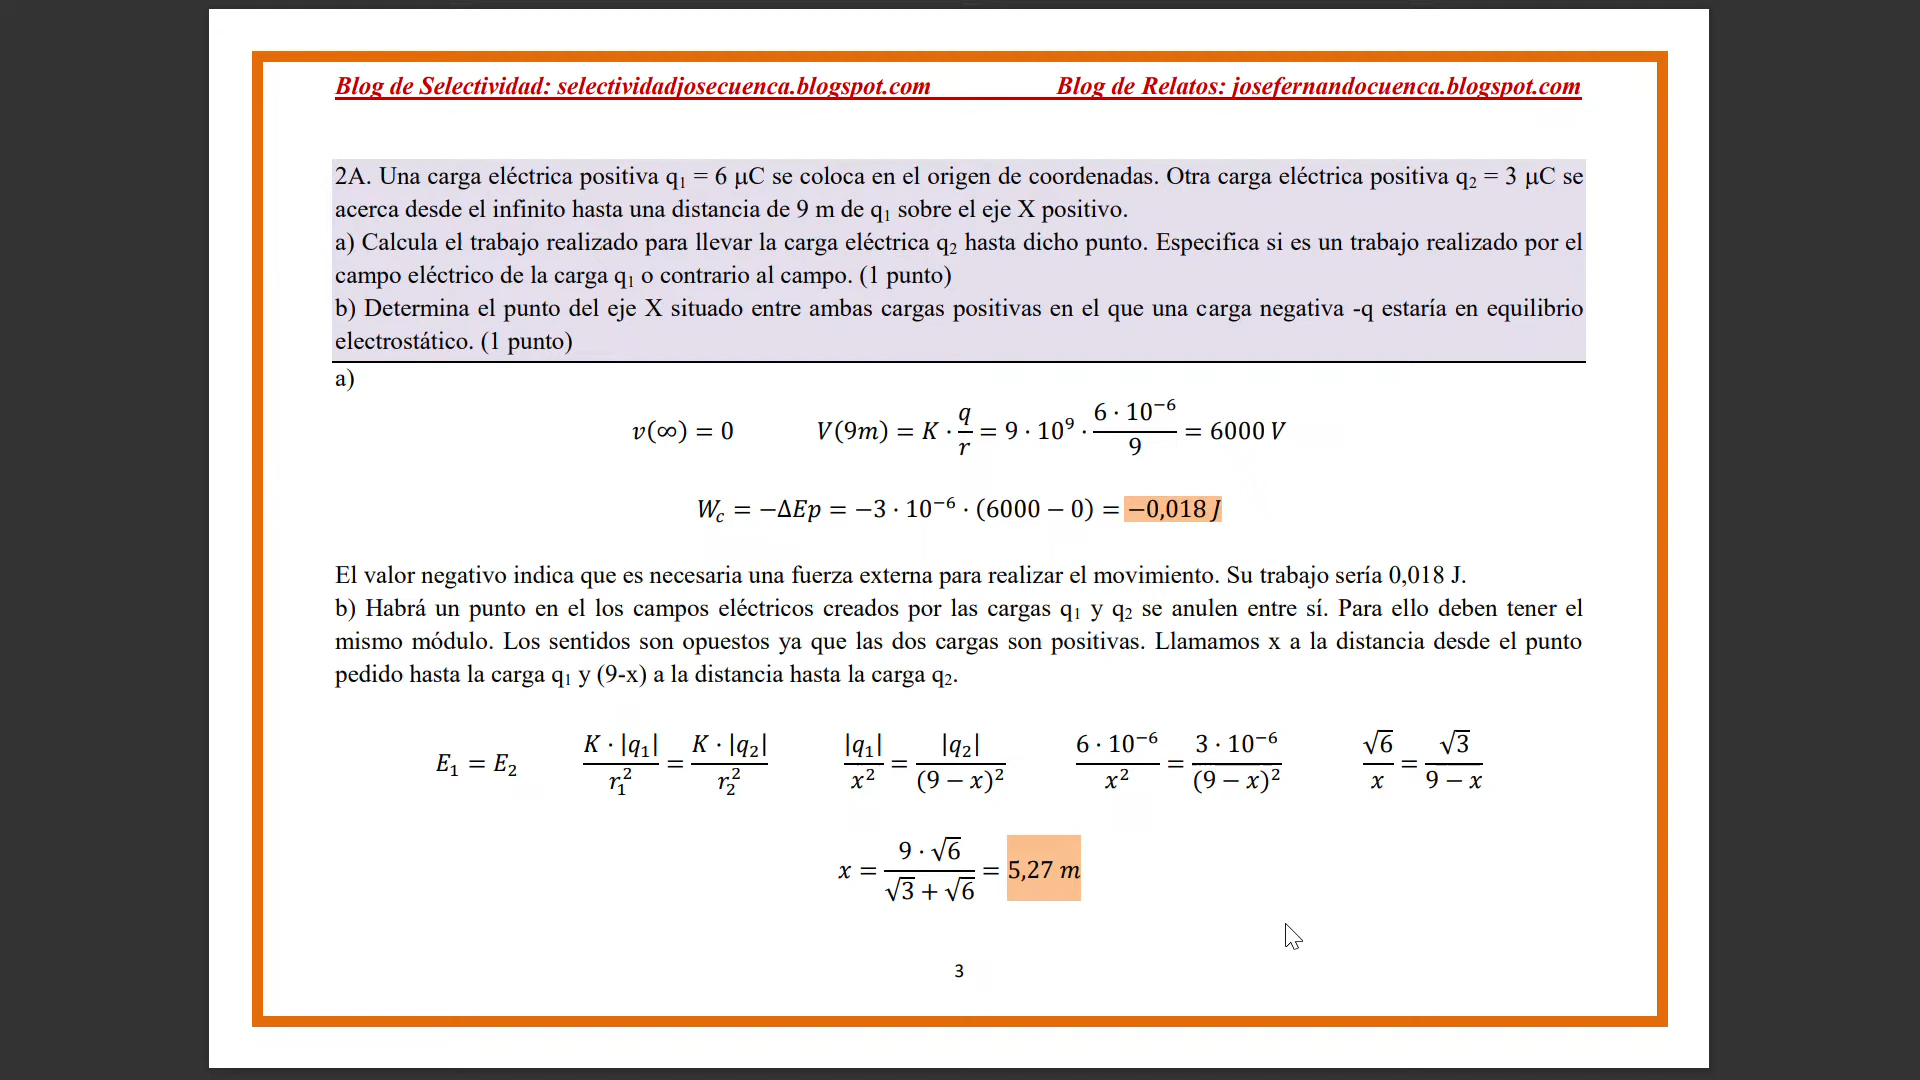 Blog de Selectividad: selectividadjosecuenca.blogspot.com Blog de Relatos: josefernandocuenca.blogspot.com
2A. Una carga eléctrica positiva q₁ = 6 μC se coloca en el origen de coordenadas. Otra carga eléctrica positiva q₂ = 3 μC se
acerca desde el infinito hasta una distancia de 9 m de q₁ sobre el eje X positivo.
a) Calcula el trabajo realizado para llevar la carga eléctrica q₂ hasta dicho punto. Especifica si es un trabajo realizado por el
campo eléctrico de la carga q₁ o contrario al campo. (1 punto)
b) Determina el punto del eje X situado entre ambas cargas positivas en el que una carga negativa -q estaría en equilibrio
electrostático. (1 punto)
a)
v(∞) = 0 V(9m) = K · q/r = 9 · 10⁹ · 6 · 10⁻⁶/9 = 6000 V
W_c = −ΔEp = −3 · 10⁻⁶ · (6000 − 0) = −0,018 J
El valor negativo indica que es necesaria una fuerza externa para realizar el movimiento. Su trabajo sería 0,018 J.
b) Habrá un punto en el los campos eléctricos creados por las cargas q₁ y q₂ se anulen entre sí. Para ello deben tener el
mismo módulo. Los sentidos son opuestos ya que las dos cargas son positivas. Llamamos x a la distancia desde el punto
pedido hasta la carga q₁ y (9-x) a la distancia hasta la carga q₂.
E₁ = E₂ K · |q₁|/r₁² = K · |q₂|/r₂² |q₁|/x² = |q₂|/(9 − x)² 6 · 10⁻⁶/x² = 3 · 10⁻⁶/(9 − x)² √6/x = √3/9 − x
x = 9 · √6/√3 + √6 = 5,27 m
3